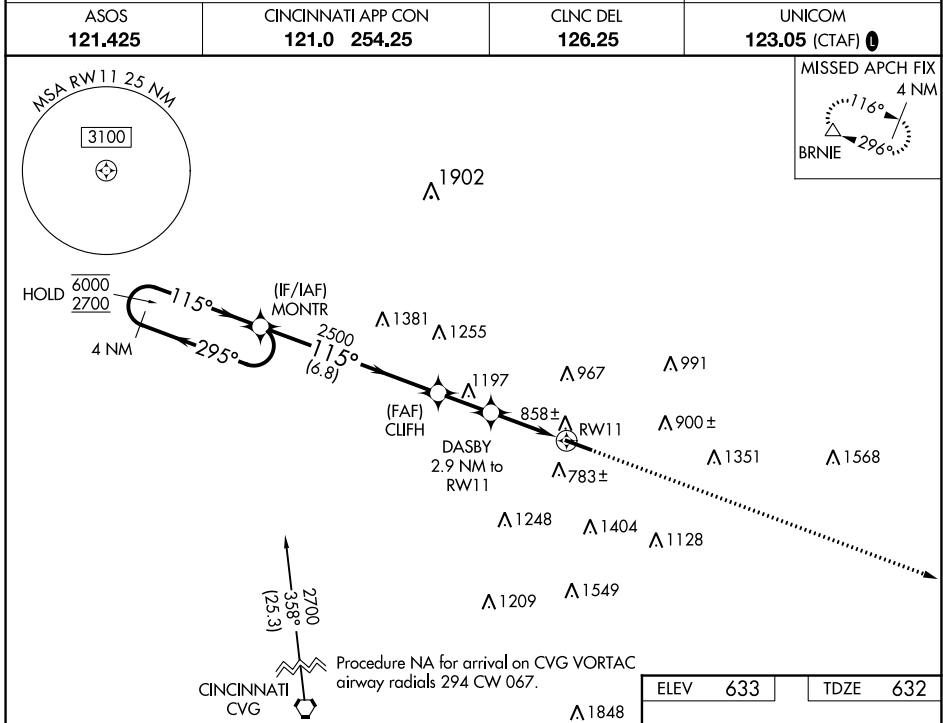 ASOS
121.425
CINCINNATI APP CON
121.0 254.25
CLNC DEL
126.25
UNICOM
123.05 (CTAF) L
MSA RW11 25 NM
3100
MISSED APCH FIX
4 NM
116°
296°
BRNIE
1902
HOLD 6000
2700
115°
295°
4 NM
(IF/IAF)
MONTR
2500
115°
(6.8)
1381
1255
1197
967
991
(FAF)
CLIFH
858±
RW11
900±
DASBY
2.9 NM to
RW11
783±
1351
1568
1248
1404
1128
2700
358°
(25.3)
1209
1549
CINCINNATI
CVG
Procedure NA for arrival on CVG VORTAC
airway radials 294 CW 067.
1848
ELEV 633
TDZE 632